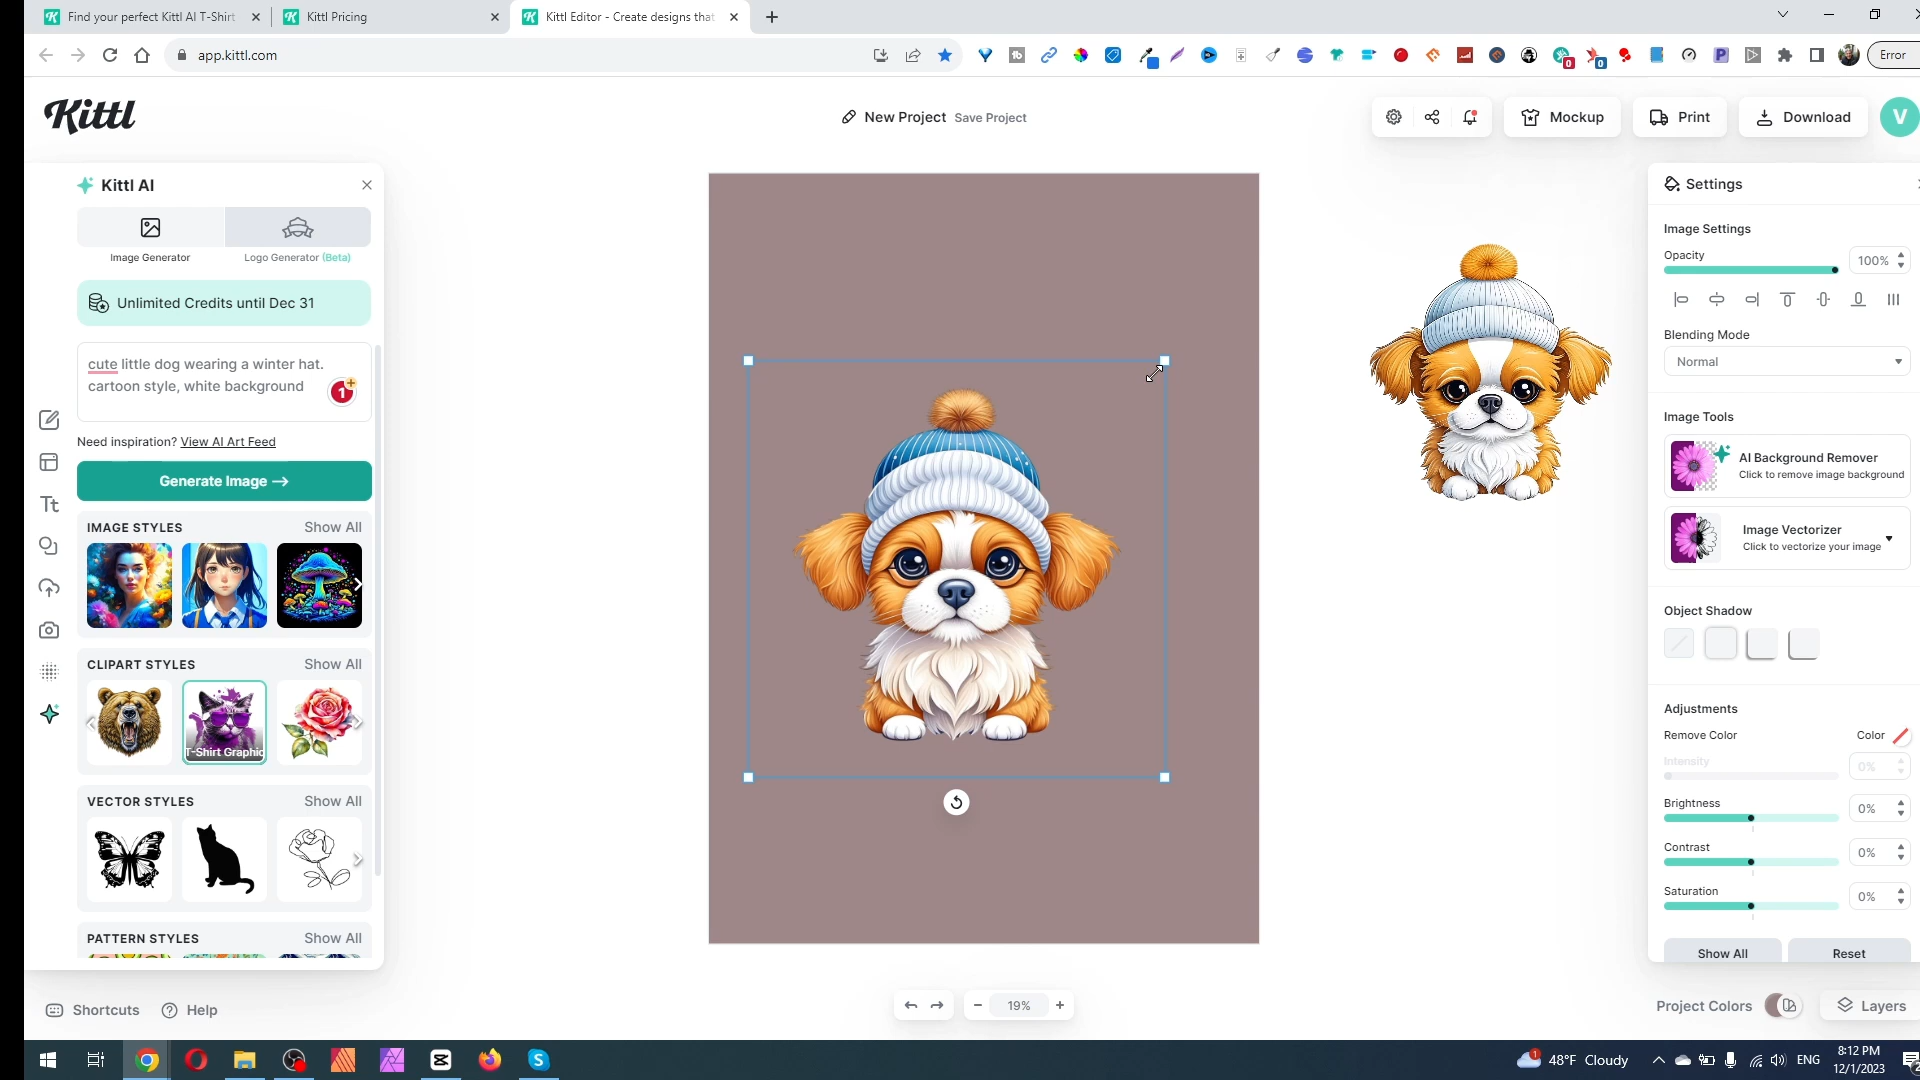 Find your perfect Kittl AI T-Shirt
Kittl Pricing
Kittl Editor - Create designs that
app.kittl.com
Error
Kittl
New Project Save Project
Mockup
Print
Download
V
Kittl AI
Image Generator
Logo Generator (Beta)
Unlimited Credits until Dec 31
cute little dog wearing a winter hat.
cartoon style, white background
1
Need inspiration? View AI Art Feed
Generate Image
IMAGE STYLES
Show All
CLIPART STYLES
Show All
T-Shirt Graphic
VECTOR STYLES
Show All
PATTERN STYLES
Show All
Shortcuts
Help
19%
Settings
Image Settings
Opacity
100%
Blending Mode
Normal
Image Tools
AI Background Remover
Click to remove image background
Image Vectorizer
Click to vectorize your image
Object Shadow
Adjustments
Remove Color
Color
Intensity
0%
Brightness
0%
Contrast
0%
Saturation
0%
Show All
Reset
Project Colors
Layers
48°F Cloudy
ENG
8:12 PM
12/1/2023